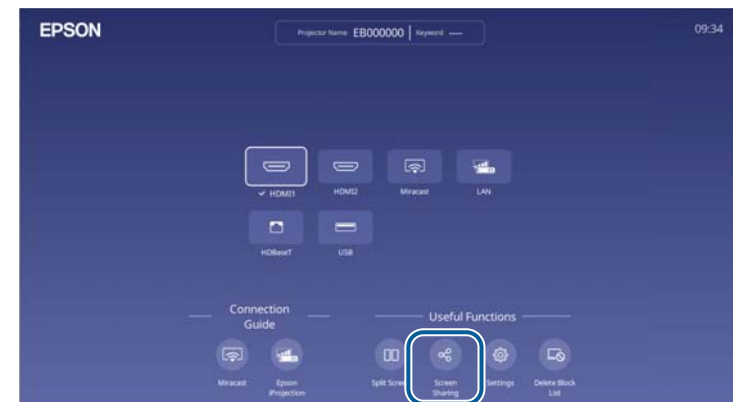 EPSON
Projector Name EB000000 | Keyword ----
09:34
HDMI1
HDMI2
Miracast
LAN
HDBaseT
USB
Connection
Guide
Useful Functions
Miracast
Epson
iProjection
Split Screen
Screen
Sharing
Settings
Delete Block
List